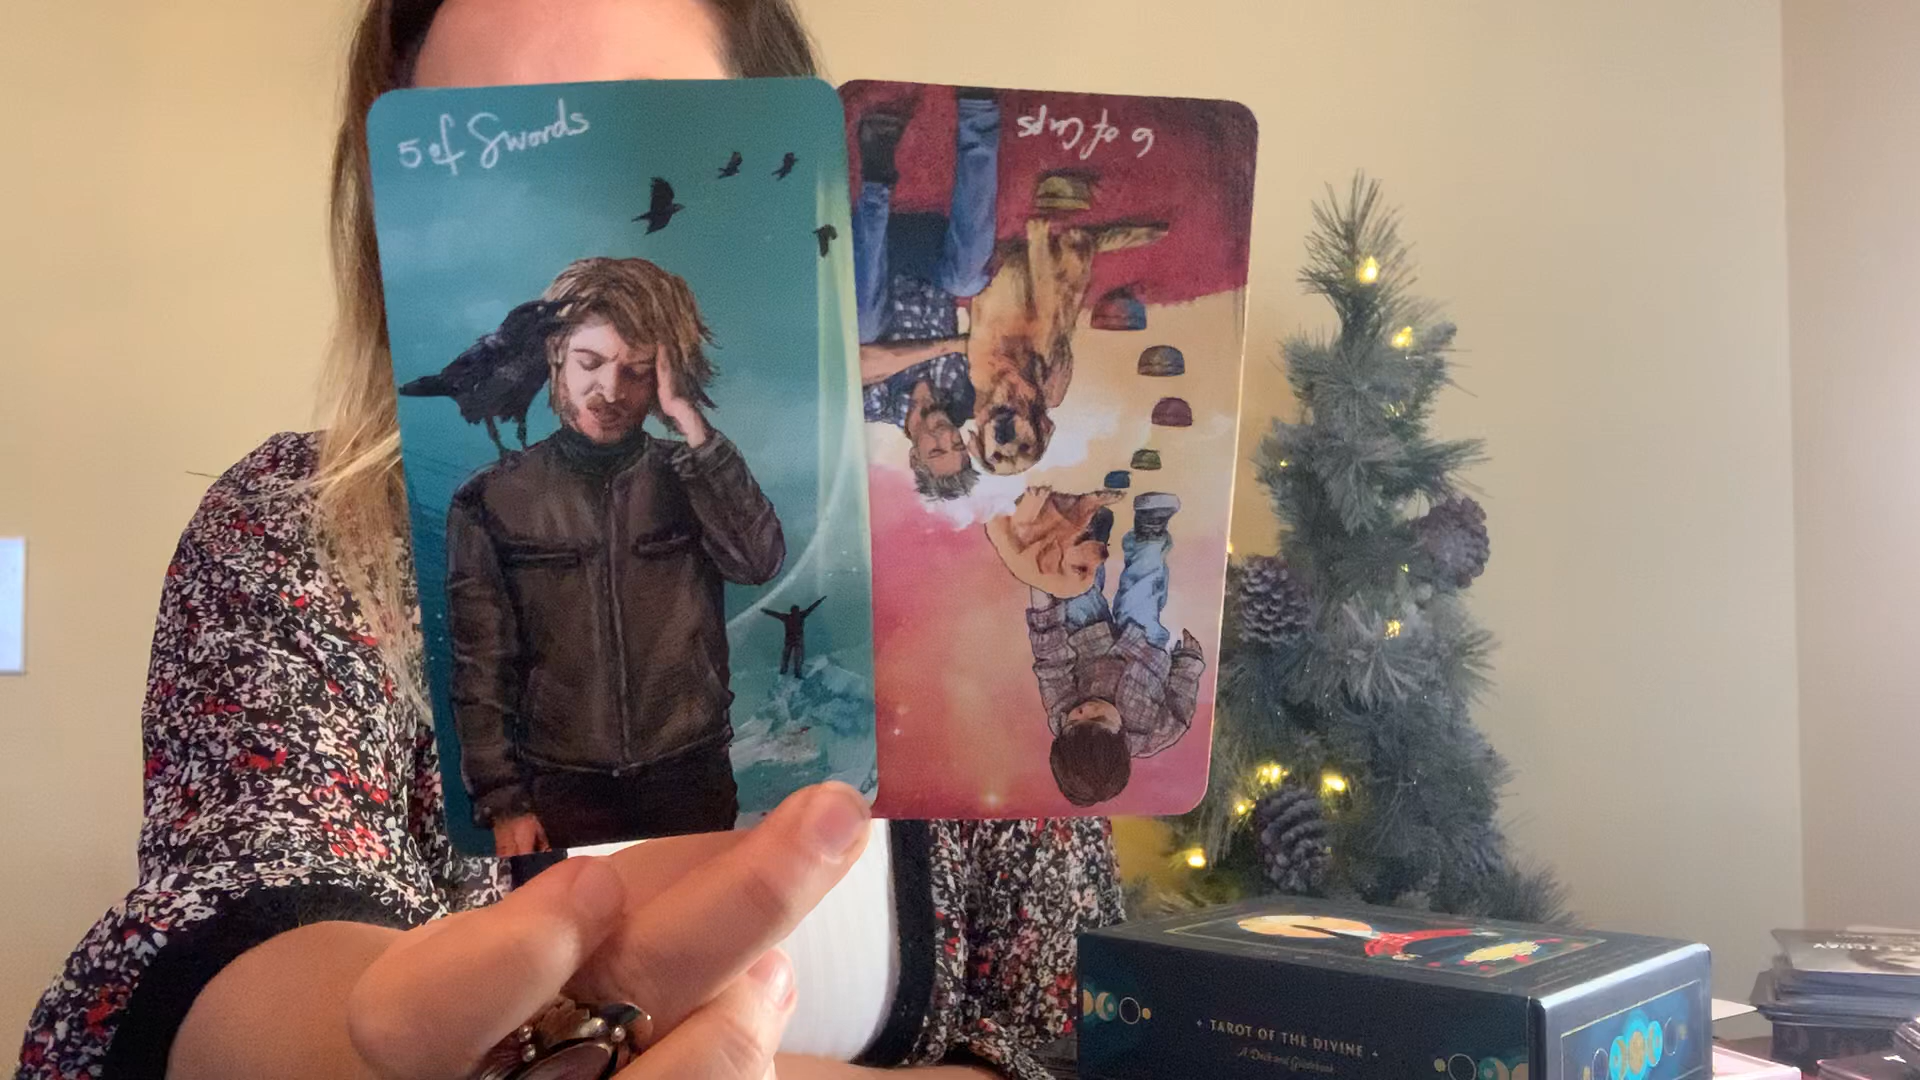 5 of Swords
6 of Cups
TAROT OF THE DIVINE
A Deck and Guidebook